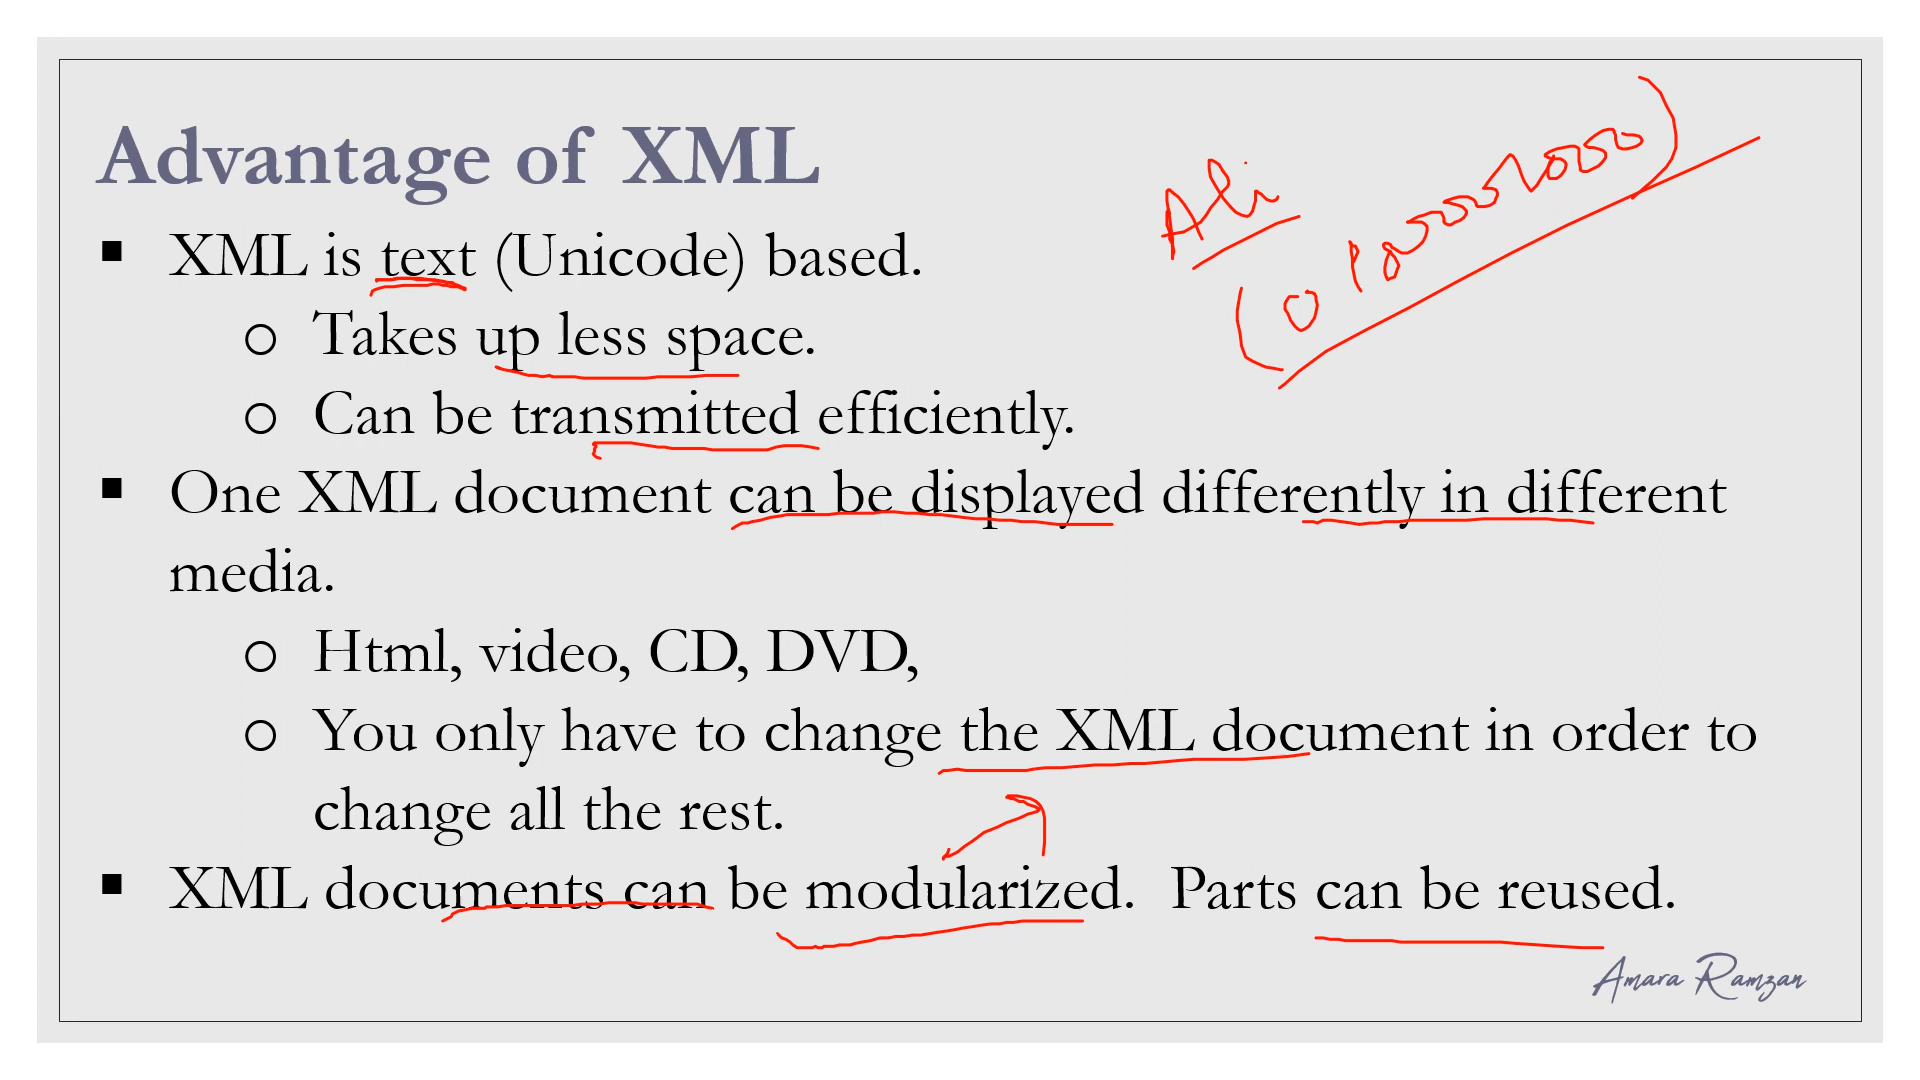 Advantage of XML
Ali
▪ XML is text (Unicode) based.
o Takes up less space.
o Can be transmitted efficiently.
▪ One XML document can be displayed differently in different
media.
o Html, video, CD, DVD,
o You only have to change the XML document in order to
change all the rest.
▪ XML documents can be modularized. Parts can be reused.
Amara Ramzan